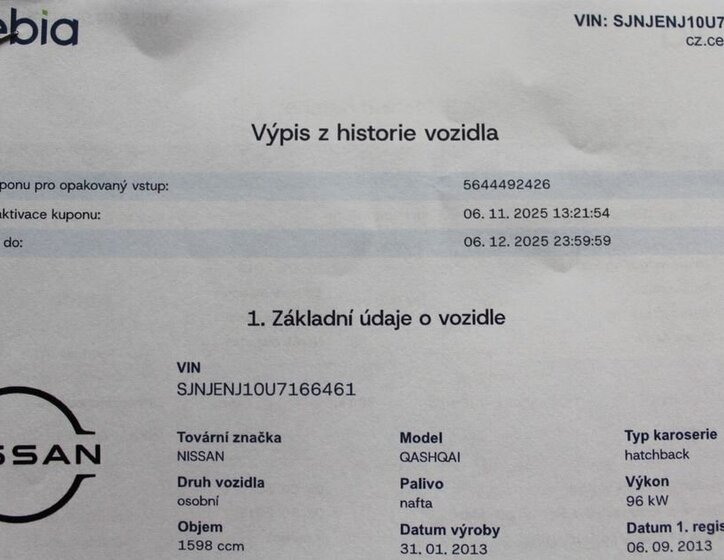 ebia
VIN: SJNJENJ10U7
cz.ce
Výpis z historie vozidla
ponu pro opakovaný vstup: 5644492426
aktivace kuponu: 06. 11. 2025 13:21:54
do: 06. 12. 2025 23:59:59
1. Základní údaje o vozidle
VIN
SJNJENJ10U7166461
SSAN
Tovární značka Model Typ karoserie
NISSAN QASHQAI hatchback
Druh vozidla Palivo Výkon
osobní nafta 96 kW
Objem Datum výroby Datum 1. regis
1598 ccm 31. 01. 2013 06. 09. 2013